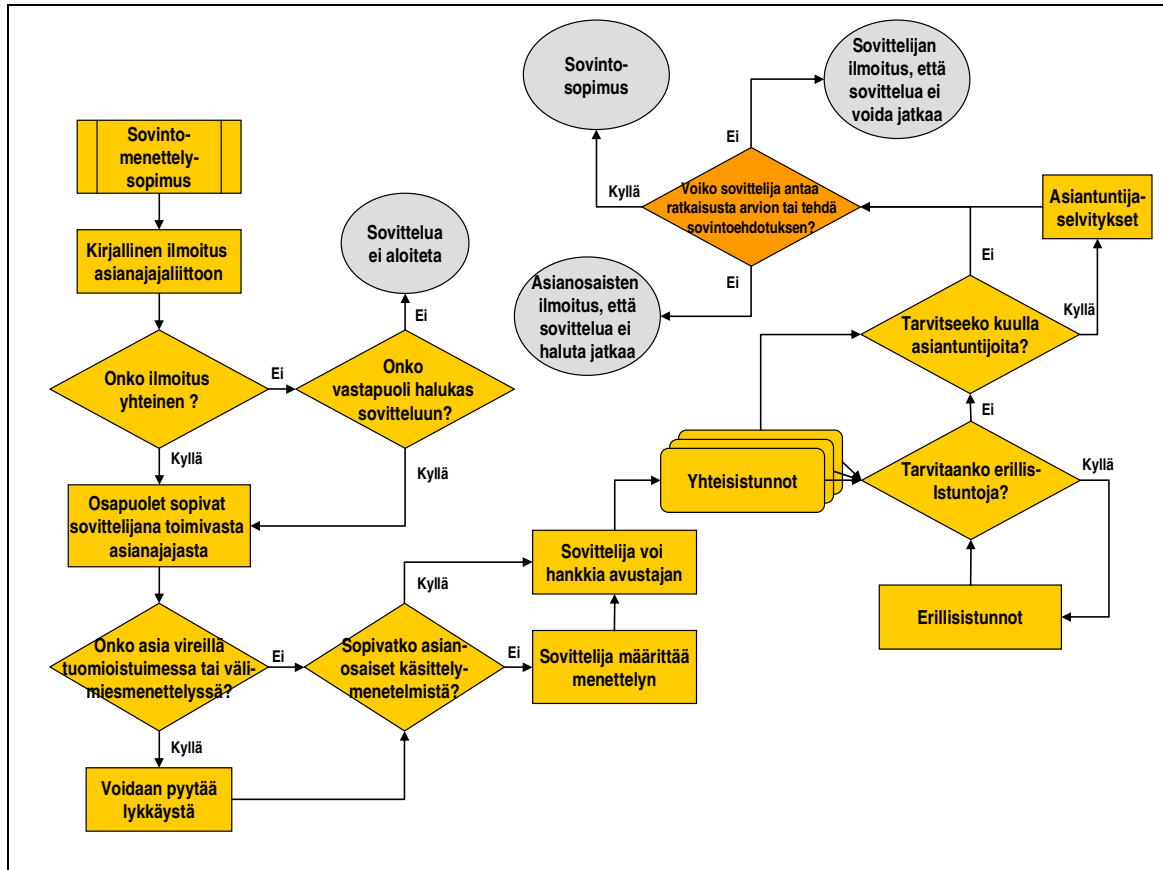 Sovinto-
menettely-
sopimus
Kirjallinen ilmoitus
asianajajaliittoon
Onko ilmoitus
yhteinen ?
Ei
Kyllä
Sovittelua
ei aloiteta
Ei
Onko
vastapuoli halukas
sovitteluun?
Kyllä
Osapuolet sopivat
sovittelijana toimivasta
asianajajasta
Onko asia vireillä
tuomioistuimessa tai väli-
miesmenettelyssä?
Ei
Kyllä
Voidaan pyytää
lykkäystä
Sopivatko asian-
osaiset käsittely-
menetelmistä?
Kyllä
Ei
Sovittelija määrittää
menettelyn
Sovittelija voi
hankkia avustajan
Yhteisistunnot
Tarvitaanko erillis-
Istuntoja?
Kyllä
Erillisistunnot
Ei
Tarvitseeko kuulla
asiantuntijoita?
Kyllä
Asiantuntija-
selvitykset
Ei
Voiko sovittelija antaa
ratkaisusta arvion tai tehdä
sovintoehdotuksen?
Kyllä
Sovinto-
sopimus
Ei
Sovittelijan
ilmoitus, että
sovittelua ei
voida jatkaa
Ei
Asianosaisten
ilmoitus, että
sovittelua ei
haluta jatkaa